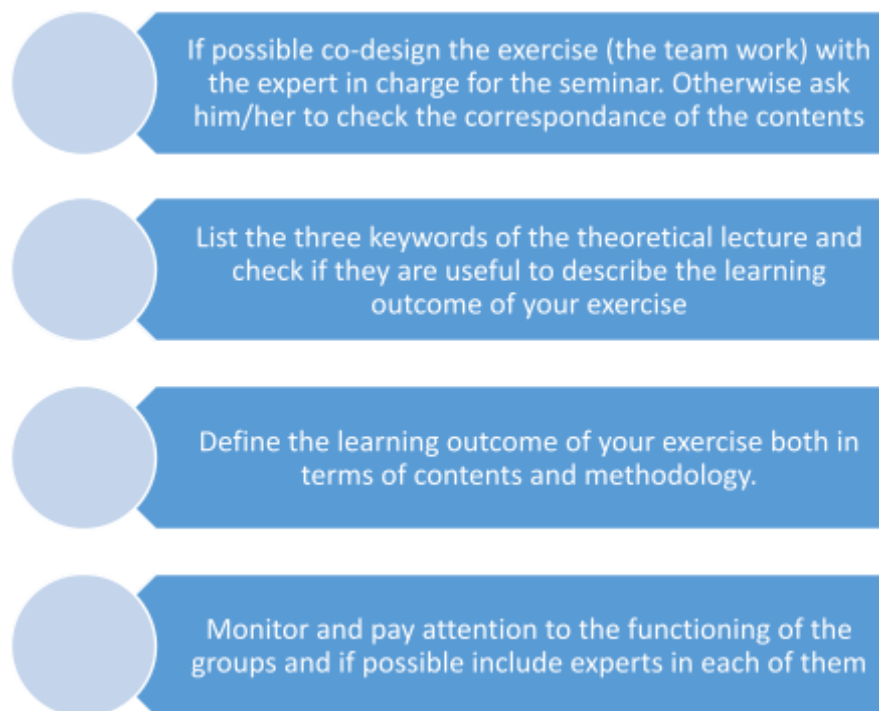 If possible co-design the exercise (the team work) with
the expert in charge for the seminar. Otherwise ask
him/her to check the correspondance of the contents
List the three keywords of the theoretical lecture and
check if they are useful to describe the learning
outcome of your exercise
Define the learning outcome of your exercise both in
terms of contents and methodology.
Monitor and pay attention to the functioning of the
groups and if possible include experts in each of them